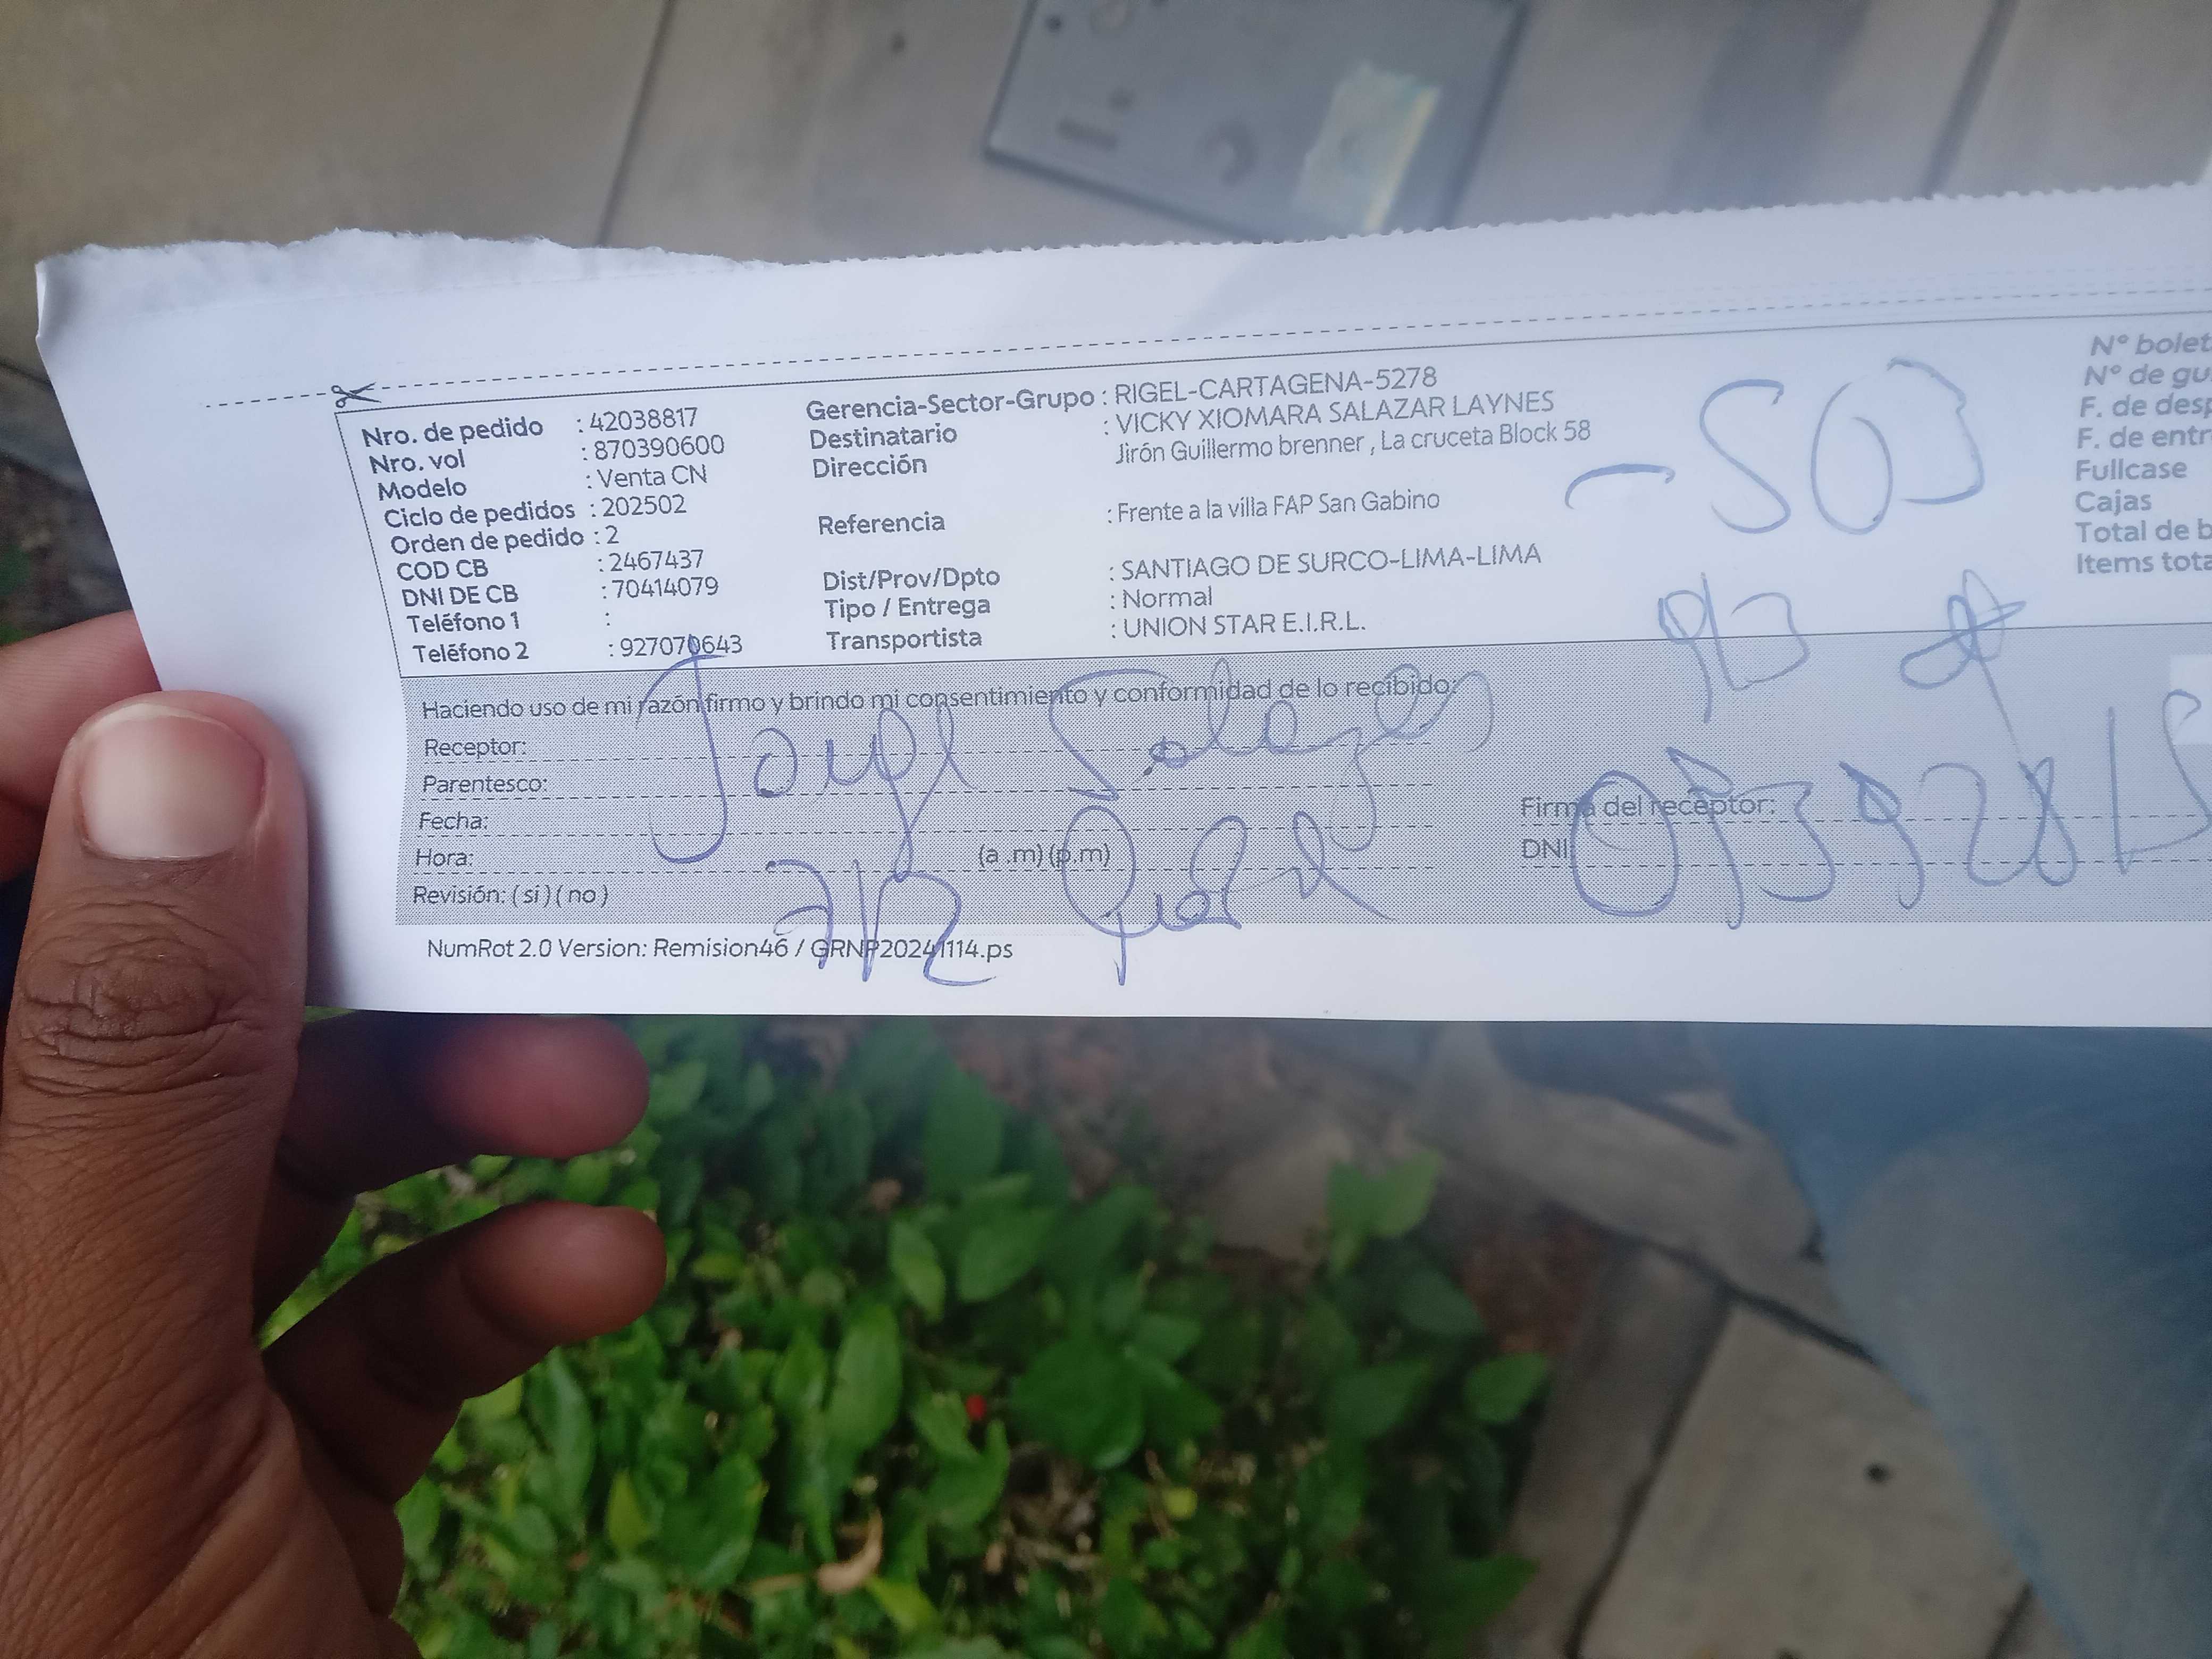 Nro. de pedido : 42038817
Nro. vol : 870390600
Modelo : Venta CN
Ciclo de pedidos : 202502
Orden de pedido : 2
COD CB : 2467437
DNI DE CB : 70414079
Teléfono 1 :
Teléfono 2 : 927070643
Gerencia-Sector-Grupo : RIGEL-CARTAGENA-5278
Destinatario : VICKY XIOMARA SALAZAR LAYNES
Dirección Jirón Guillermo brenner , La cruceta Block 58
Referencia : Frente a la villa FAP San Gabino
Dist/Prov/Dpto : SANTIAGO DE SURCO-LIMA-LIMA
Tipo / Entrega : Normal
Transportista : UNION STAR E.I.R.L.
- 503
Nº bolet
Nº de gu
F. de desp
F. de entr
Fullcase
Cajas
Total de b
Items tota
Haciendo uso de mi razón firmo y brindo mi consentimiento y conformidad de lo recibido:
Receptor:
Salazar
Parentesco:
Fecha:
Hora: (a .m) (p.m)
Revisión: ( si ) ( no )
Firma del receptor:
DNI
NumRot 2.0 Version: Remision46 / GRNP20241114.ps